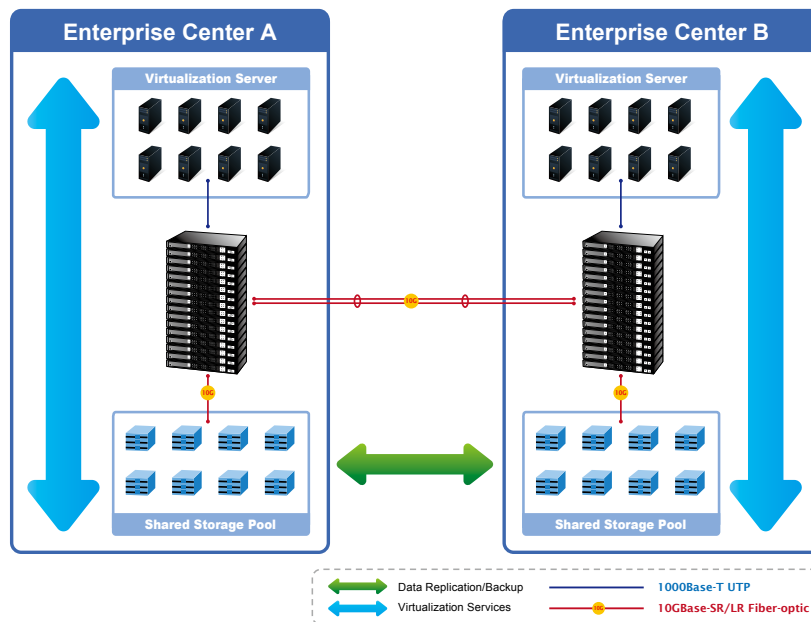 Enterprise Center A
Enterprise Center B
Virtualization Server
Virtualization Server
10G
10G
10G
Shared Storage Pool
Shared Storage Pool
Data Replication/Backup
1000Base-T UTP
Virtualization Services
10G
10GBase-SR/LR Fiber-optic